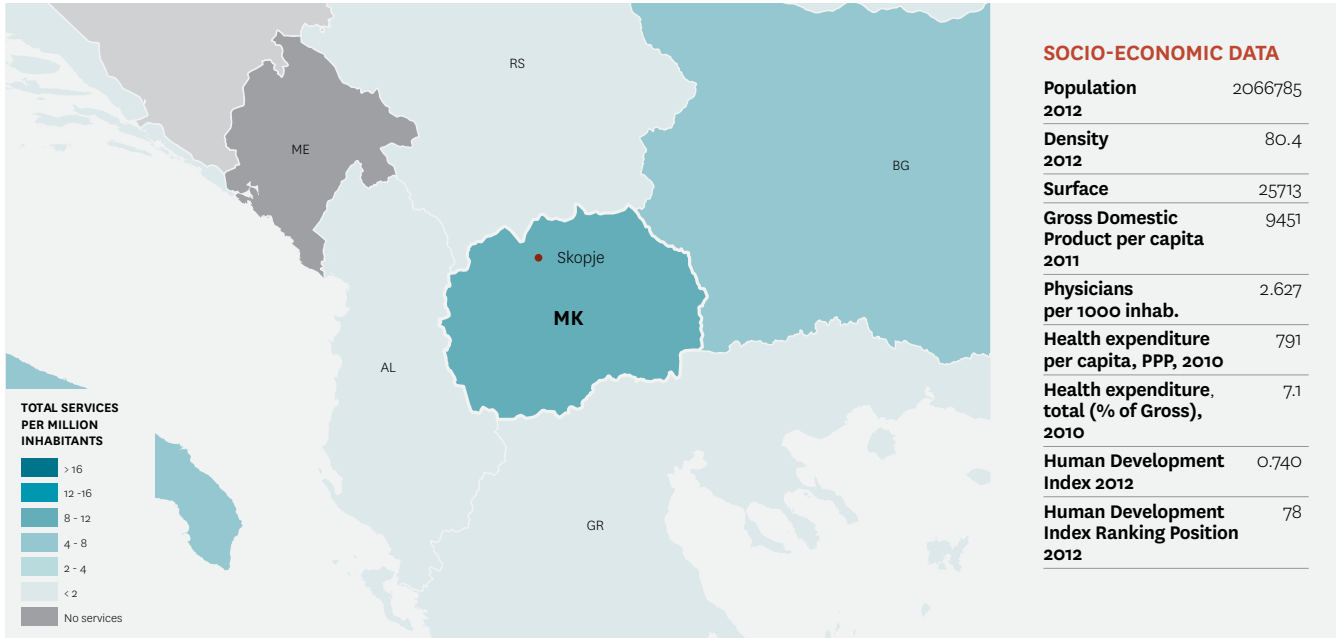 RS
ME
BG
Skopje
MK
AL
GR
TOTAL SERVICES
PER MILLION
INHABITANTS
> 16
12 -16
8 - 12
4 - 8
2 - 4
< 2
No services
SOCIO-ECONOMIC DATA
Population 2066785
2012
Density 80.4
2012
Surface 25713
Gross Domestic 9451
Product per capita
2011
Physicians 2.627
per 1000 inhab.
Health expenditure 791
per capita, PPP, 2010
Health expenditure, 7.1
total (% of Gross),
2010
Human Development 0.740
Index 2012
Human Development 78
Index Ranking Position
2012